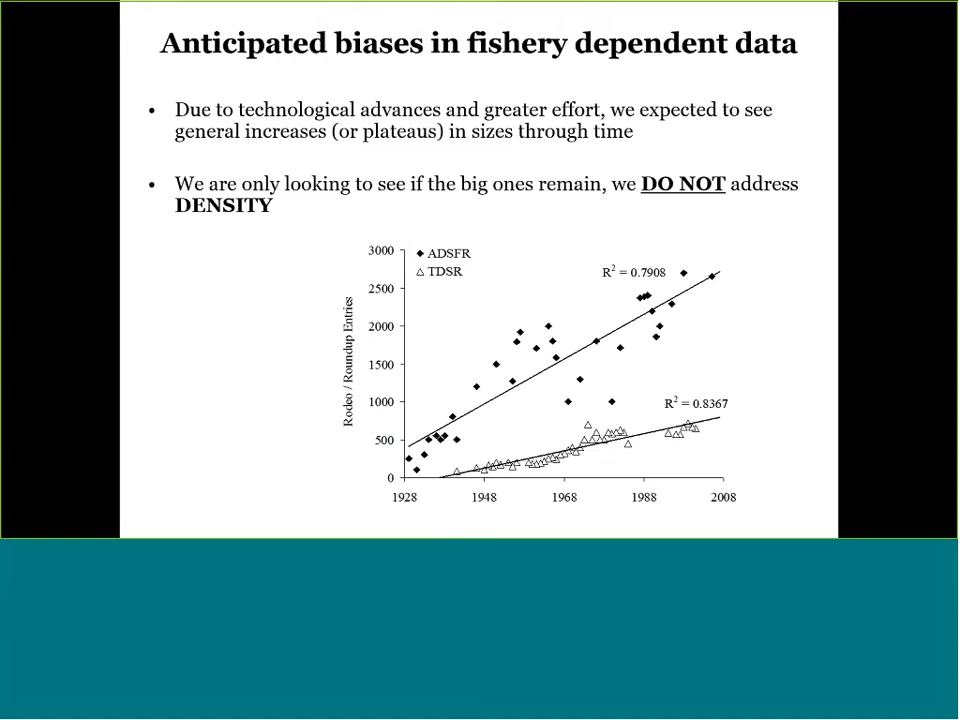 Anticipated biases in fishery dependent data
• Due to technological advances and greater effort, we expected to see
general increases (or plateaus) in sizes through time
• We are only looking to see if the big ones remain, we DO NOT address
DENSITY
3000
2500
2000
1500
1000
500
0
Rodeo / Roundup Entries
ADSFR
TDSR
R² = 0.7908
R² = 0.8367
1928 1948 1968 1988 2008